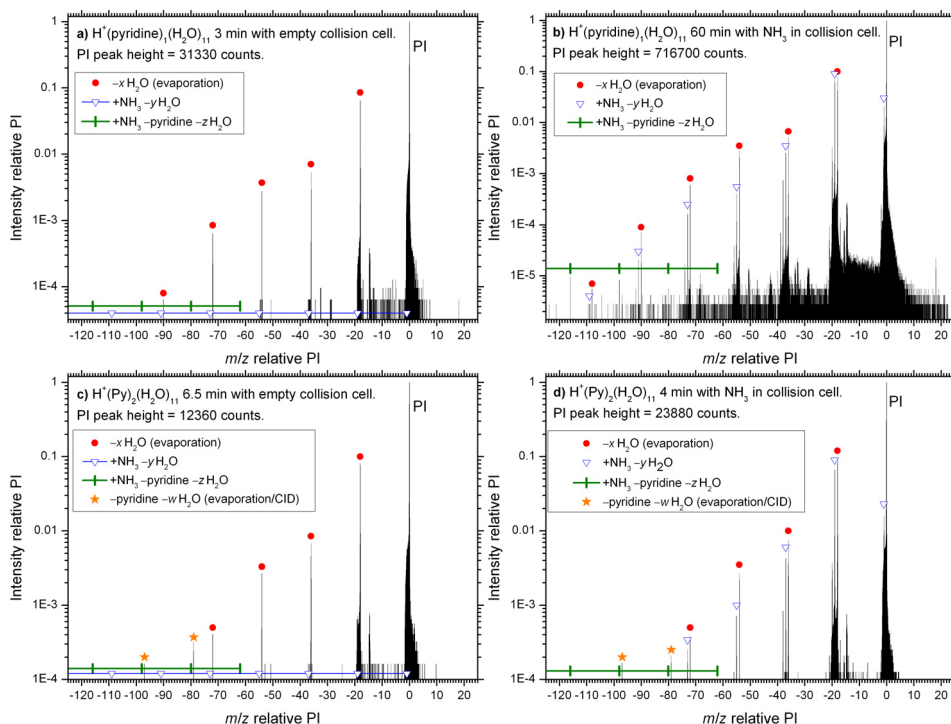 a) H⁺(pyridine)₁(H₂O)₁₁ 3 min with empty collision cell.
PI peak height = 31330 counts.
PI
–x H₂O (evaporation)
+NH₃ –y H₂O
+NH₃ –pyridine –z H₂O
Intensity relative PI
1
0.1
0.01
1E-3
1E-4
-120 -110 -100 -90 -80 -70 -60 -50 -40 -30 -20 -10 0 10 20
m/z relative PI
b) H⁺(pyridine)₁(H₂O)₁₁ 60 min with NH₃ in collision cell.
PI peak height = 716700 counts.
PI
–x H₂O (evaporation)
+NH₃ –y H₂O
+NH₃ –pyridine –z H₂O
Intensity relative PI
1
0.1
0.01
1E-3
1E-4
1E-5
-120 -110 -100 -90 -80 -70 -60 -50 -40 -30 -20 -10 0 10 20
m/z relative PI
c) H⁺(Py)₂(H₂O)₁₁ 6.5 min with empty collision cell.
PI peak height = 12360 counts.
PI
–x H₂O (evaporation)
+NH₃ –y H₂O
+NH₃ –pyridine –z H₂O
–pyridine –w H₂O (evaporation/CID)
Intensity relative PI
1
0.1
0.01
1E-3
1E-4
-120 -110 -100 -90 -80 -70 -60 -50 -40 -30 -20 -10 0 10 20
m/z relative PI
d) H⁺(Py)₂(H₂O)₁₁ 4 min with NH₃ in collision cell.
PI peak height = 23880 counts.
PI
–x H₂O (evaporation)
+NH₃ –y H2O
+NH₃ –pyridine –z H₂O
–pyridine –w H₂O (evaporation/CID)
Intensity relative PI
1
0.1
0.01
1E-3
1E-4
-120 -110 -100 -90 -80 -70 -60 -50 -40 -30 -20 -10 0 10 20
m/z relative PI